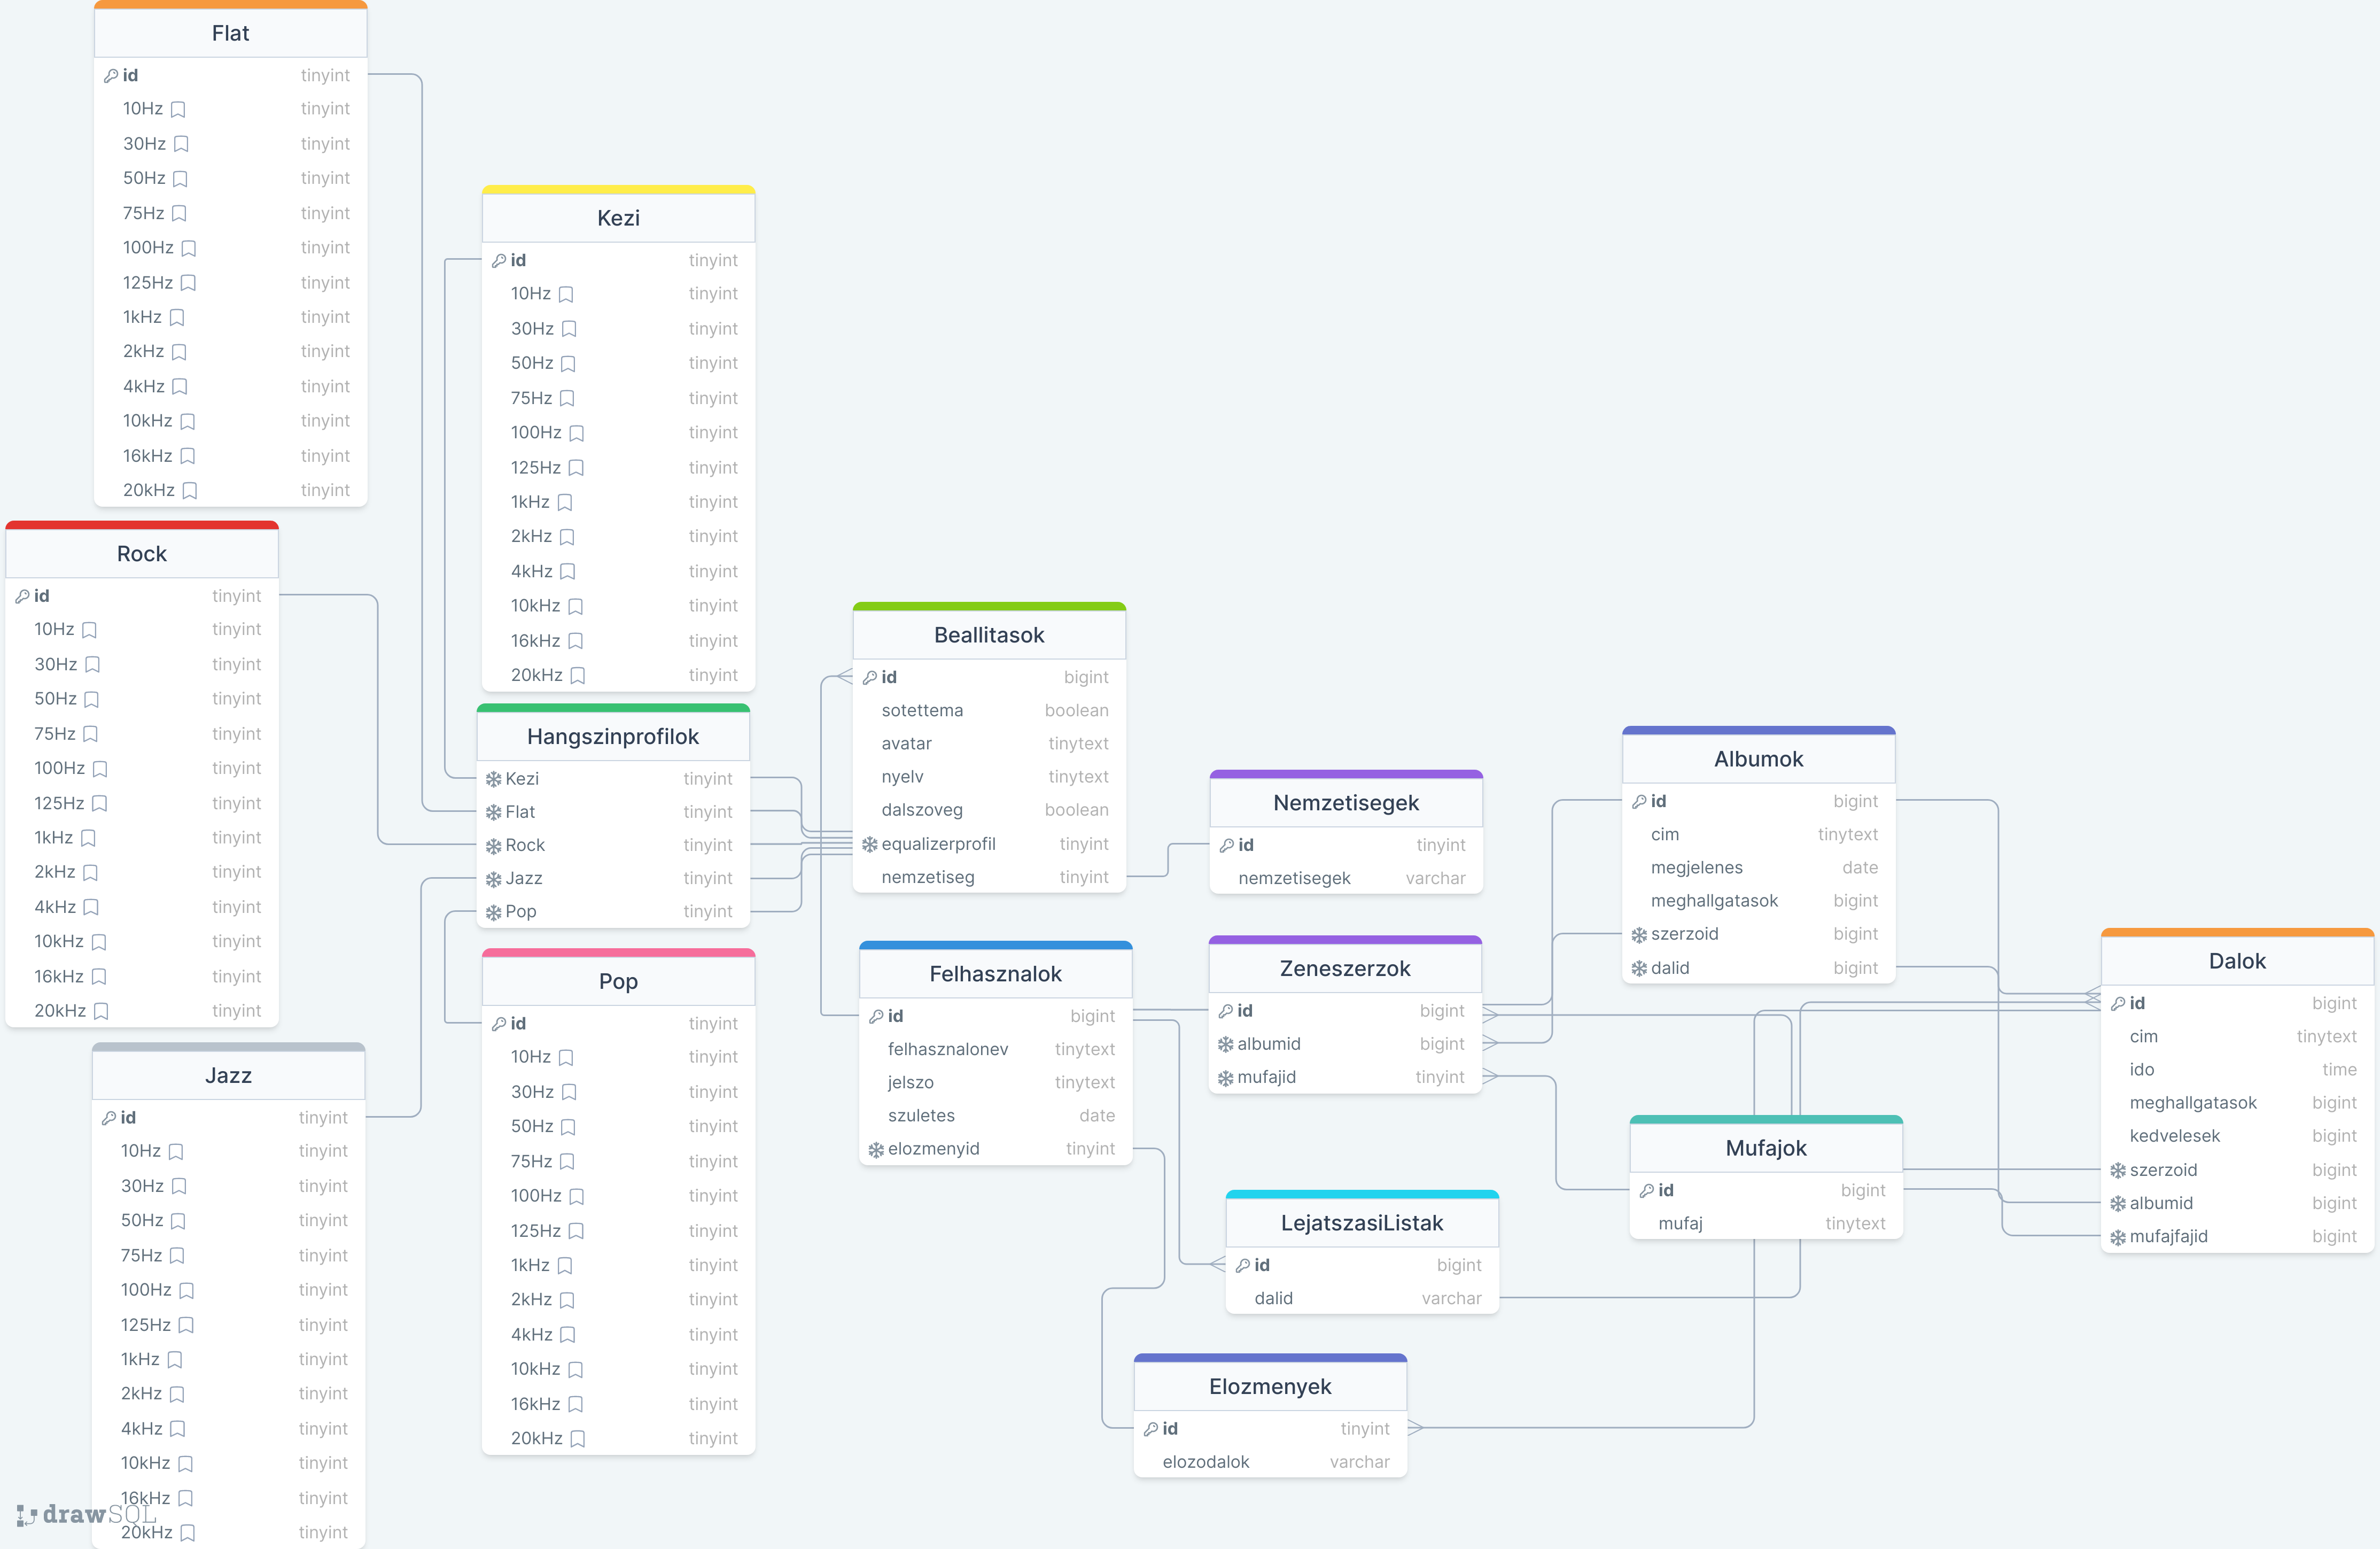 Flat
id tinyint
10Hz tinyint
30Hz tinyint
50Hz tinyint
75Hz tinyint
100Hz tinyint
125Hz tinyint
1kHz tinyint
2kHz tinyint
4kHz tinyint
10kHz tinyint
16kHz tinyint
20kHz tinyint
Rock
id tinyint
10Hz tinyint
30Hz tinyint
50Hz tinyint
75Hz tinyint
100Hz tinyint
125Hz tinyint
1kHz tinyint
2kHz tinyint
4kHz tinyint
10kHz tinyint
16kHz tinyint
20kHz tinyint
Jazz
id tinyint
10Hz tinyint
30Hz tinyint
50Hz tinyint
75Hz tinyint
100Hz tinyint
125Hz tinyint
1kHz tinyint
2kHz tinyint
4kHz tinyint
10kHz tinyint
16kHz tinyint
drawSQL
20kHz tinyint
Kezi
id tinyint
10Hz tinyint
30Hz tinyint
50Hz tinyint
75Hz tinyint
100Hz tinyint
125Hz tinyint
1kHz tinyint
2kHz tinyint
4kHz tinyint
10kHz tinyint
16kHz tinyint
20kHz tinyint
Hangszinprofilok
Kezi tinyint
Flat tinyint
Rock tinyint
Jazz tinyint
Pop tinyint
Pop
id tinyint
10Hz tinyint
30Hz tinyint
50Hz tinyint
75Hz tinyint
100Hz tinyint
125Hz tinyint
1kHz tinyint
2kHz tinyint
4kHz tinyint
10kHz tinyint
16kHz tinyint
20kHz tinyint
Beallitasok
id bigint
sotettema boolean
avatar tinytext
nyelv tinytext
dalszoveg boolean
equalizerprofil tinyint
nemzetiseg tinyint
Felhasznalok
id bigint
felhasznalonev tinytext
jelszo tinytext
szuletes date
elozmenyid tinyint
Nemzetisegek
id tinyint
nemzetisegek varchar
Zeneszerzok
id bigint
albumid bigint
mufajid tinyint
LejatszasiListak
id bigint
dalid varchar
Elozmenyek
id tinyint
elozodalok varchar
Albumok
id bigint
cim tinytext
megjelenes date
meghallgatasok bigint
szerzoid bigint
dalid bigint
Mufajok
id bigint
mufaj tinytext
Dalok
id bigint
cim tinytext
ido time
meghallgatasok bigint
kedvelesek bigint
szerzoid bigint
albumid bigint
mufajfajid bigint